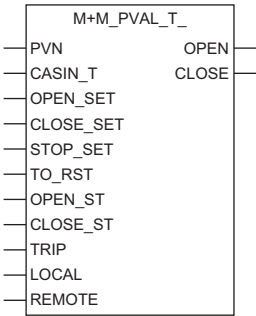 M+M_PVAL_T_
PVN OPEN
CASIN_T CLOSE
OPEN_SET
CLOSE_SET
STOP_SET
TO_RST
OPEN_ST
CLOSE_ST
TRIP
LOCAL
REMOTE